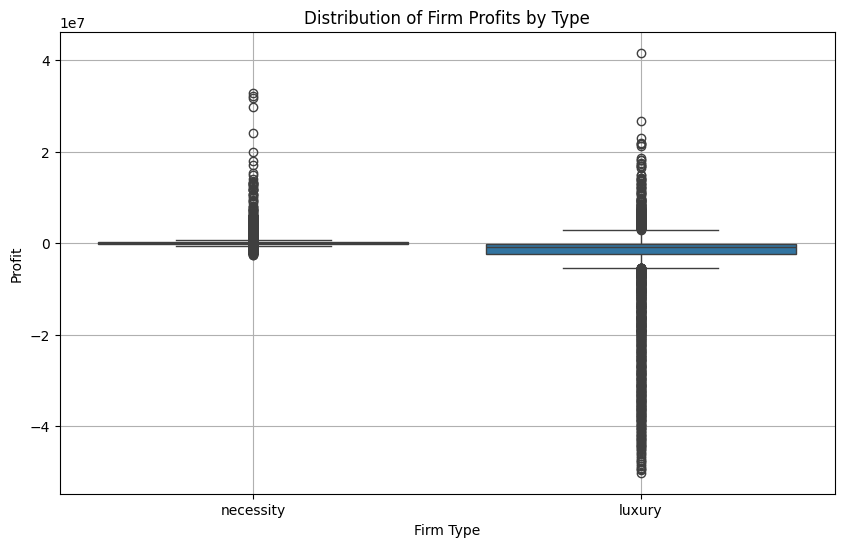 Distribution of Firm Profits by Type
1e7
4
2
0
−2
−4
Profit
necessity
luxury
Firm Type